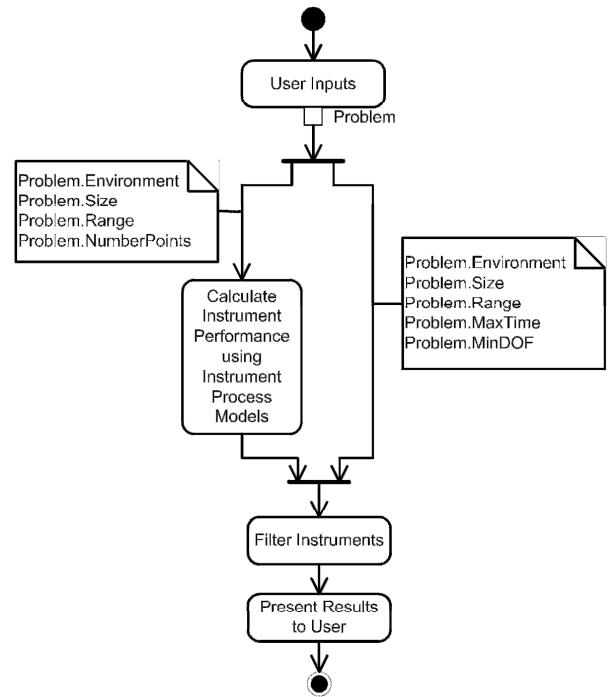 User Inputs
Problem
Problem.Environment
Problem.Size
Problem.Range
Problem.NumberPoints
Problem.Environment
Problem.Size
Problem.Range
Problem.MaxTime
Problem.MinDOF
Calculate
Instrument
Performance
using
Instrument
Process
Models
Filter Instruments
Present Results
to User